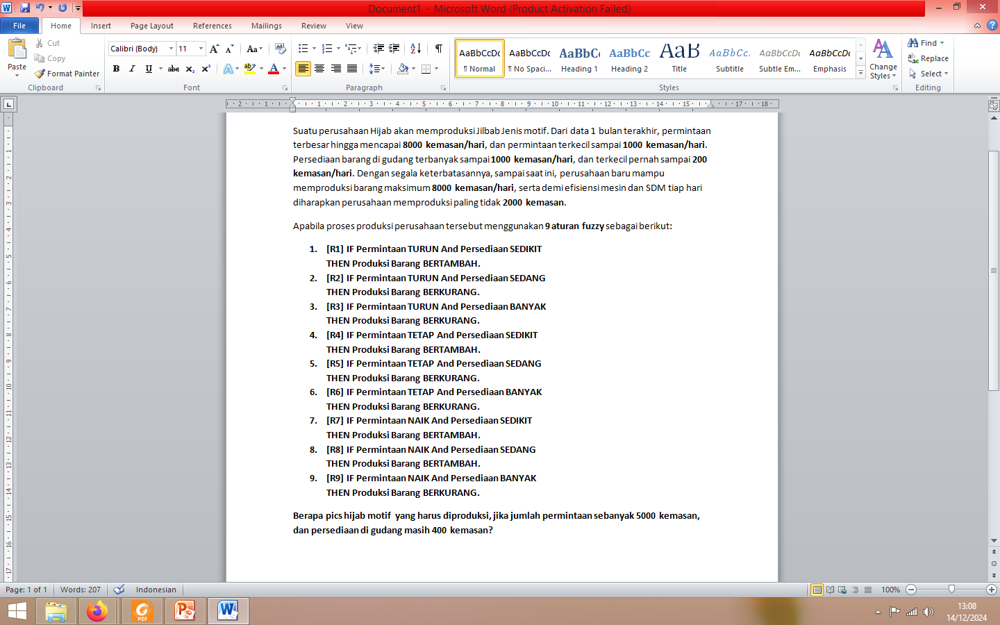 Document1 - Microsoft Word (Product Activation Failed)
File Home Insert Page Layout References Mailings Review View
Paste
Cut
Copy
Format Painter
Clipboard
Calibri (Body) 11
Font
Paragraph
AaBbCcDc AaBbCcDc AaBbCc AaBbCc AaB AaBbCc. AaBbCcDc AaBbCcDc
¶ Normal ¶ No Spaci... Heading 1 Heading 2 Title Subtitle Subtle Em... Emphasis
Styles
Change Styles
Find
Replace
Select
Editing
Suatu perusahaan Hijab akan memproduksi Jilbab Jenis motif. Dari data 1 bulan terakhir, permintaan
terbesar hingga mencapai 8000 kemasan/hari, dan permintaan terkecil sampai 1000 kemasan/hari.
Persediaan barang di gudang terbanyak sampai 1000 kemasan/hari, dan terkecil pernah sampai 200
kemasan/hari. Dengan segala keterbatasannya, sampai saat ini, perusahaan baru mampu
memproduksi barang maksimum 8000 kemasan/hari, serta demi efisiensi mesin dan SDM tiap hari
diharapkan perusahaan memproduksi paling tidak 2000 kemasan.
Apabila proses produksi perusahaan tersebut menggunakan 9 aturan fuzzy sebagai berikut:
1. [R1] IF Permintaan TURUN And Persediaan SEDIKIT
THEN Produksi Barang BERTAMBAH.
2. [R2] IF Permintaan TURUN And Persediaan SEDANG
THEN Produksi Barang BERKURANG.
3. [R3] IF Permintaan TURUN And Persediaan BANYAK
THEN Produksi Barang BERKURANG.
4. [R4] IF Permintaan TETAP And Persediaan SEDIKIT
THEN Produksi Barang BERTAMBAH.
5. [R5] IF Permintaan TETAP And Persediaan SEDANG
THEN Produksi Barang BERKURANG.
6. [R6] IF Permintaan TETAP And Persediaan BANYAK
THEN Produksi Barang BERKURANG.
7. [R7] IF Permintaan NAIK And Persediaan SEDIKIT
THEN Produksi Barang BERTAMBAH.
8. [R8] IF Permintaan NAIK And Persediaan SEDANG
THEN Produksi Barang BERTAMBAH.
9. [R9] IF Permintaan NAIK And Persediaan BANYAK
THEN Produksi Barang BERKURANG.
Berapa pics hijab motif yang harus diproduksi, jika jumlah permintaan sebanyak 5000 kemasan,
dan persediaan di gudang masih 400 kemasan?
Page: 1 of 1 Words: 207 Indonesian 100%
13:08
14/12/2024